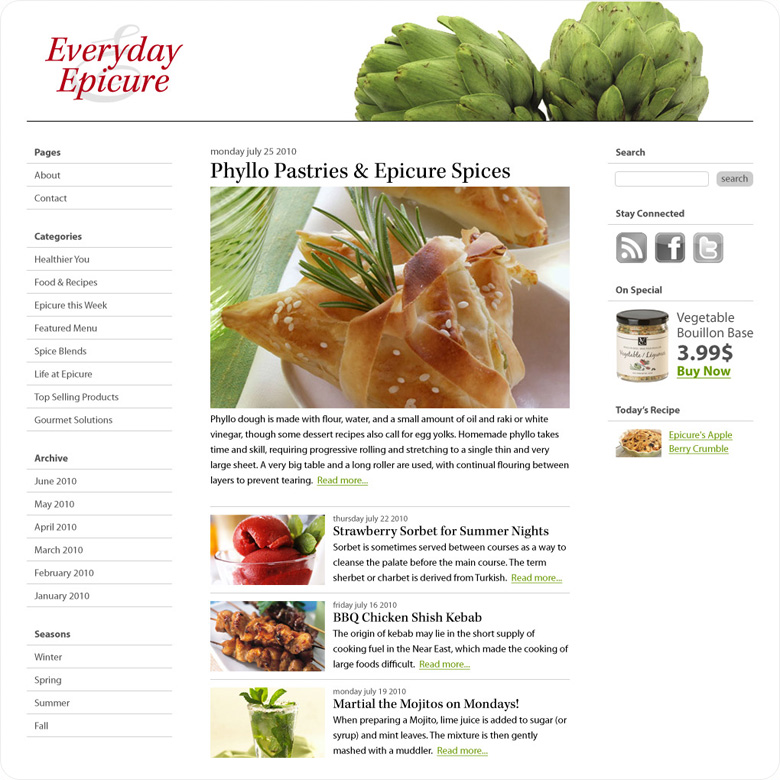 Everyday
Epicure
Pages
About
Contact
Categories
Healthier You
Food & Recipes
Epicure this Week
Featured Menu
Spice Blends
Life at Epicure
Top Selling Products
Gourmet Solutions
Archive
June 2010
May 2010
April 2010
March 2010
February 2010
January 2010
Seasons
Winter
Spring
Summer
Fall
monday july 25 2010
Phyllo Pastries & Epicure Spices
Phyllo dough is made with flour, water, and a small amount of oil and raki or white
vinegar, though some dessert recipes also call for egg yolks. Homemade phyllo takes
time and skill, requiring progressive rolling and stretching to a single thin and very
large sheet. A very big table and a long roller are used, with continual flouring between
layers to prevent tearing. Read more...
thursday july 22 2010
Strawberry Sorbet for Summer Nights
Sorbet is sometimes served between courses as a way to
cleanse the palate before the main course. The term
sherbet or charbet is derived from Turkish. Read more...
friday july 16 2010
BBQ Chicken Shish Kebab
The origin of kebab may lie in the short supply of
cooking fuel in the Near East, which made the cooking of
large foods difficult. Read more...
monday july 19 2010
Martial the Mojitos on Mondays!
When preparing a Mojito, lime juice is added to sugar (or
syrup) and mint leaves. The mixture is then gently
mashed with a muddler. Read more...
Search
search
Stay Connected
On Special
Vegetable
Bouillon Base
3.99$
Buy Now
Vegetable / Légumes
Today's Recipe
Epicure's Apple
Berry Crumble